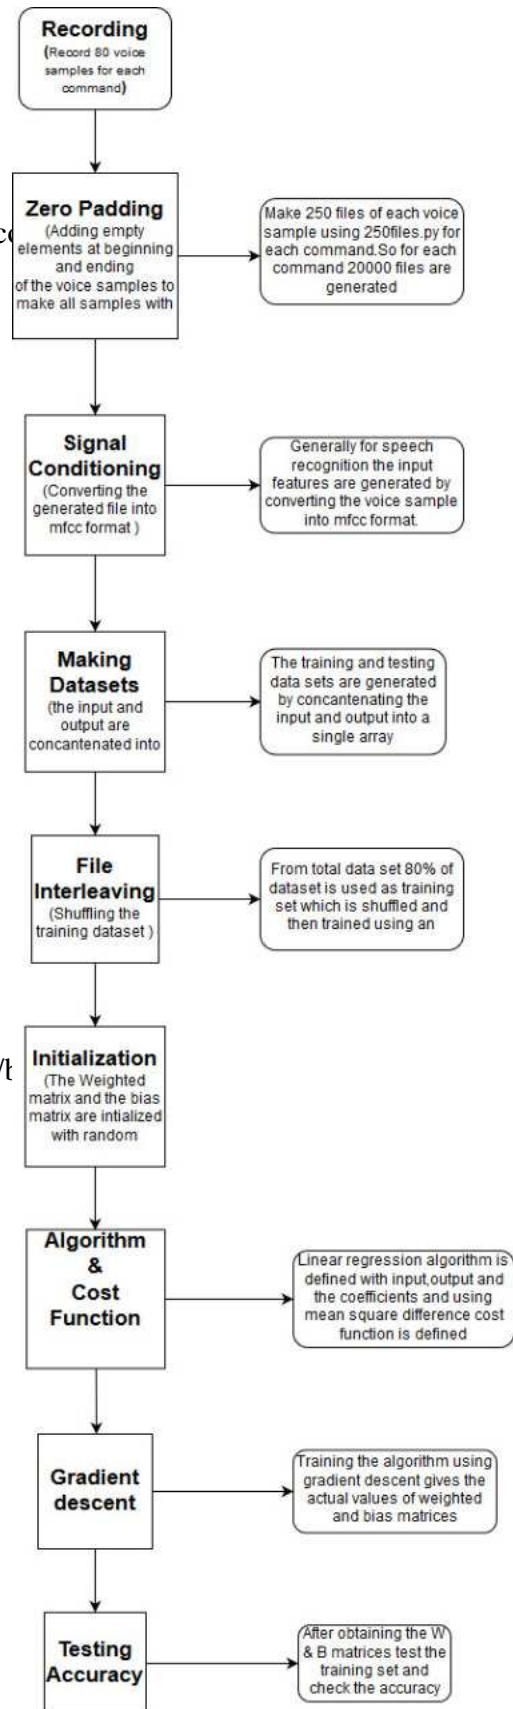 Recording
(Record 80 voice
samples for each
command)
Zero Padding
(Adding empty
elements at beginning
and ending
of the voice samples to
make all samples with
Make 250 files of each voice
sample using 250files.py for
each command.So for each
command 20000 files are
generated
Signal
Conditioning
(Converting the
generated file into
mfcc format )
Generally for speech
recognition the input
features are generated by
converting the voice sample
into mfcc format.
Making
Datasets
(the input and
output are
concantenated into
The training and testing
data sets are generated
by concantenating the
input and output into a
single array
File
Interleaving
(Shuffling the
training dataset )
From total data set 80% of
dataset is used as training
set which is shuffled and
then trained using an
Initialization
(The Weighted
matrix and the bias
matrix are intialized
with random
Algorithm
&
Cost
Function
Linear regression algorithm is
defined with input,output and
the coefficients and using
mean square difference cost
function is defined
Gradient
descent
Training the algorithm using
gradient descent gives the
actual values of weighted
and bias matrices
Testing
Accuracy
After obtaining the W
& B matrices test the
training set and
check the accuracy